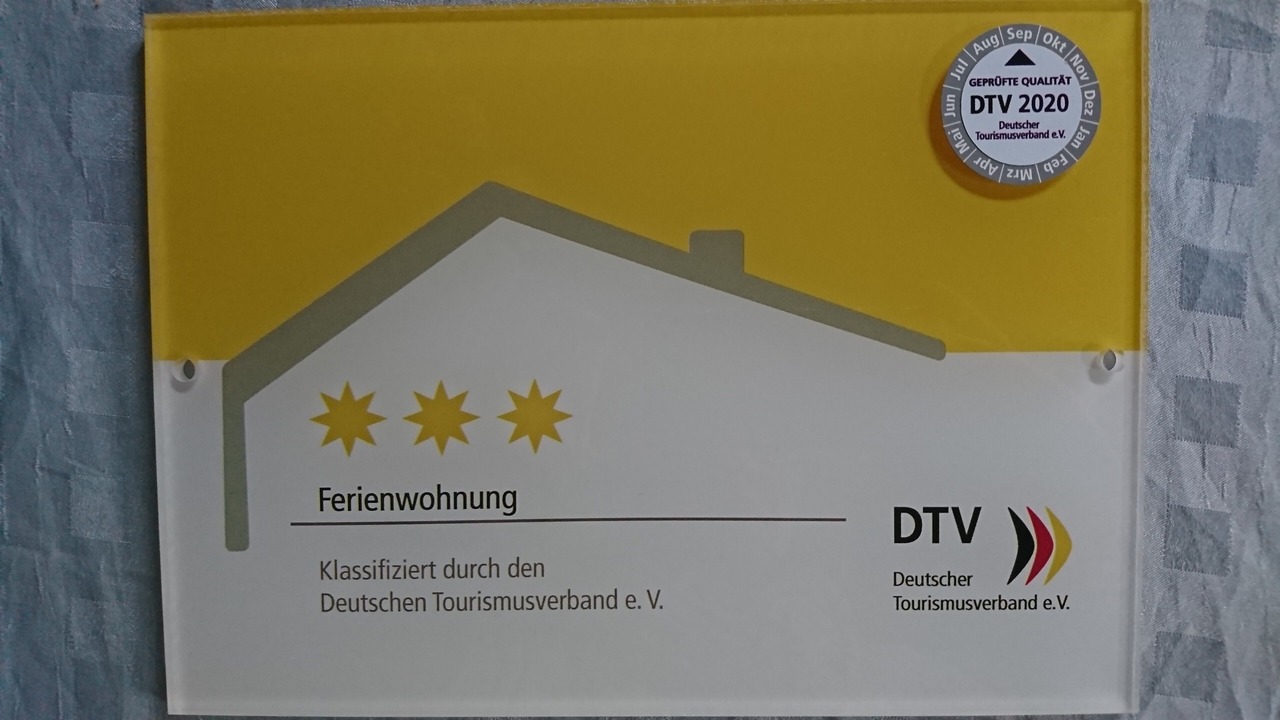 Jan Feb Mrz Apr Mai Jun Jul Aug Sep Okt Nov Dez
GEPRÜFTE QUALITÄT
DTV 2020
Deutscher
Tourismusverband e.V.
Ferienwohnung
Klassifiziert durch den
Deutschen Tourismusverband e. V.
DTV
Deutscher
Tourismusverband e.V.